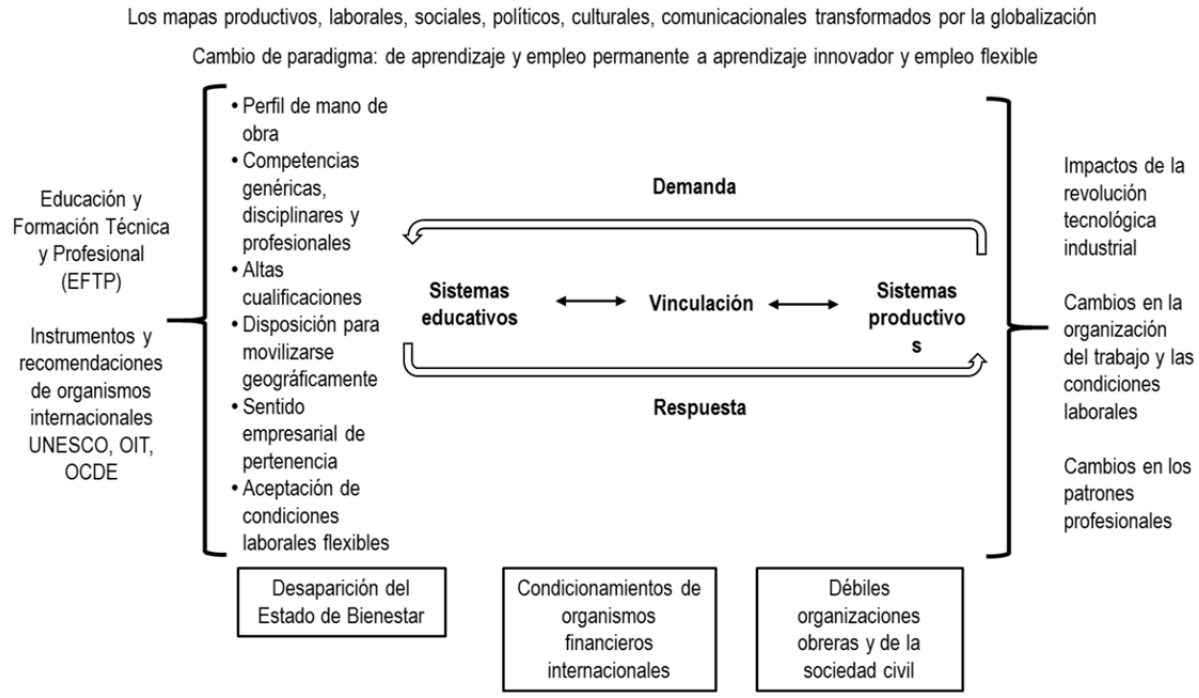 Los mapas productivos, laborales, sociales, políticos, culturales, comunicacionales transformados por la globalización
Cambio de paradigma: de aprendizaje y empleo permanente a aprendizaje innovador y empleo flexible
Educación y
Formación Técnica
y Profesional
(EFTP)
Instrumentos y
recomendaciones
de organismos
internacionales
UNESCO, OIT,
OCDE
• Perfil de mano de
obra
• Competencias
genéricas,
disciplinares y
profesionales
• Altas
cualificaciones
• Disposición para
movilizarse
geográficamente
• Sentido
empresarial de
pertenencia
• Aceptación de
condiciones
laborales flexibles
Demanda
Sistemas
educativos
Vinculación
Sistemas
productivo
s
Respuesta
Impactos de la
revolución
tecnológica
industrial
Cambios en la
organización
del trabajo y las
condiciones
laborales
Cambios en los
patrones
profesionales
Desaparición del
Estado de Bienestar
Condicionamientos de
organismos
financieros
internacionales
Débiles
organizaciones
obreras y de la
sociedad civil